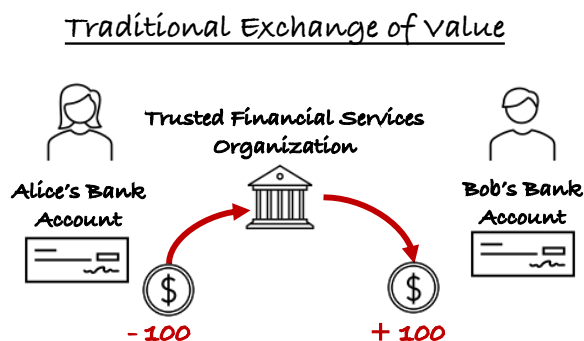 Traditional Exchange of Value
Trusted Financial Services
Organization
Alice's Bank
Account
Bob's Bank
Account
$
$
- 100
+ 100